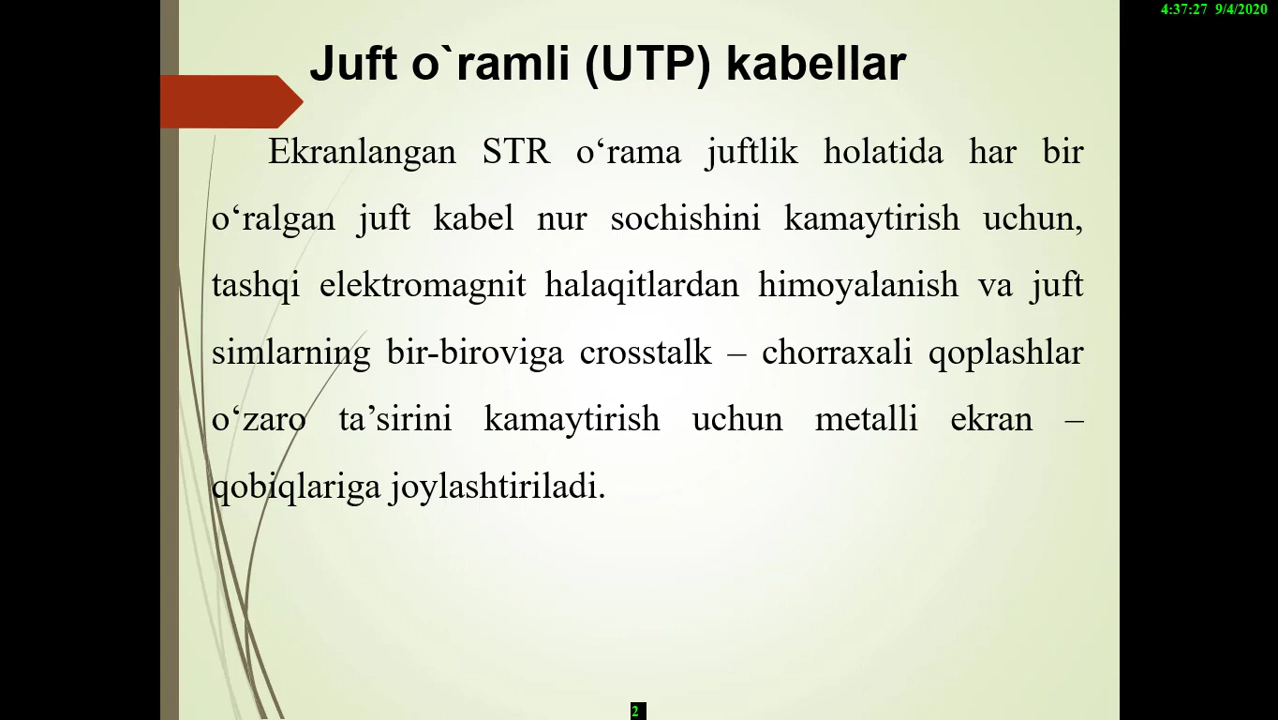 4:37:27 9/4/2020
Juft o`ramli (UTP) kabellar
Ekranlangan STR o‘rama juftlik holatida har bir
o‘ralgan juft kabel nur sochishini kamaytirish uchun,
tashqi elektromagnit halaqitlardan himoyalanish va juft
simlarning bir-biroviga crosstalk – chorraxali qoplashlar
o‘zaro ta’sirini kamaytirish uchun metalli ekran –
qobiqlariga joylashtiriladi.
2